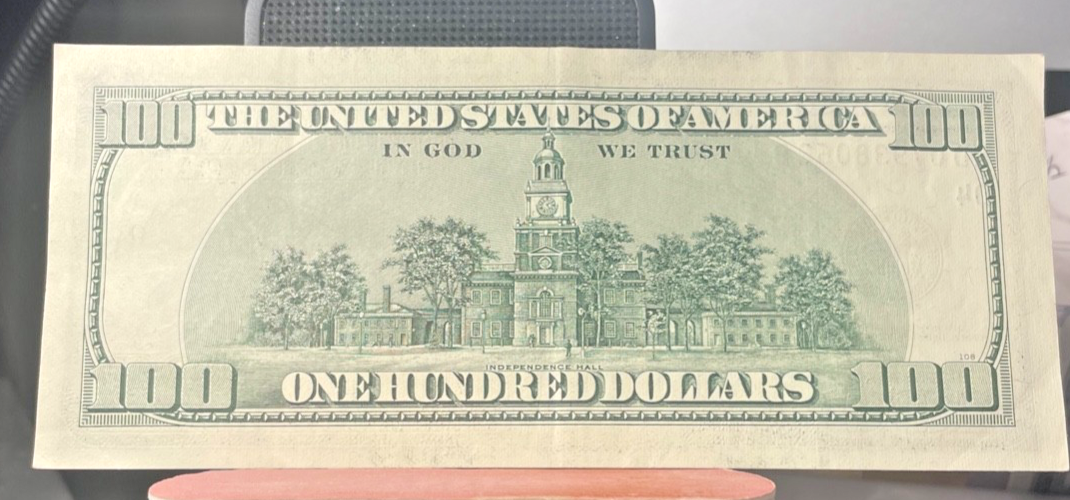 100 THE UNITED STATES OF AMERICA 100
IN GOD WE TRUST
INDEPENDENCE HALL
108
100 ONE HUNDRED DOLLARS 100